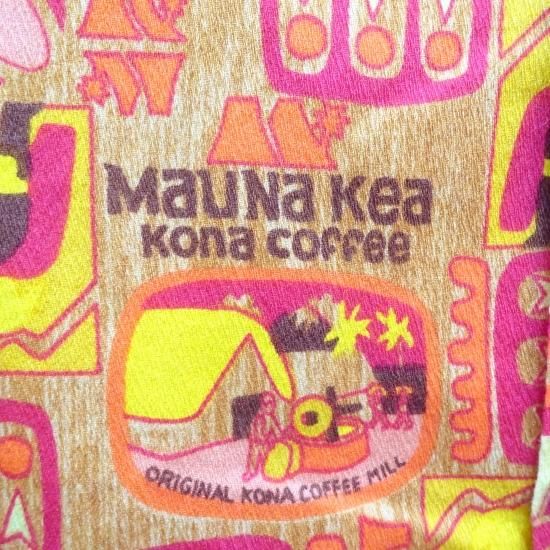 MaUNa Kea
Kona coffee
ORIGINAL KONA COFFEE MILL